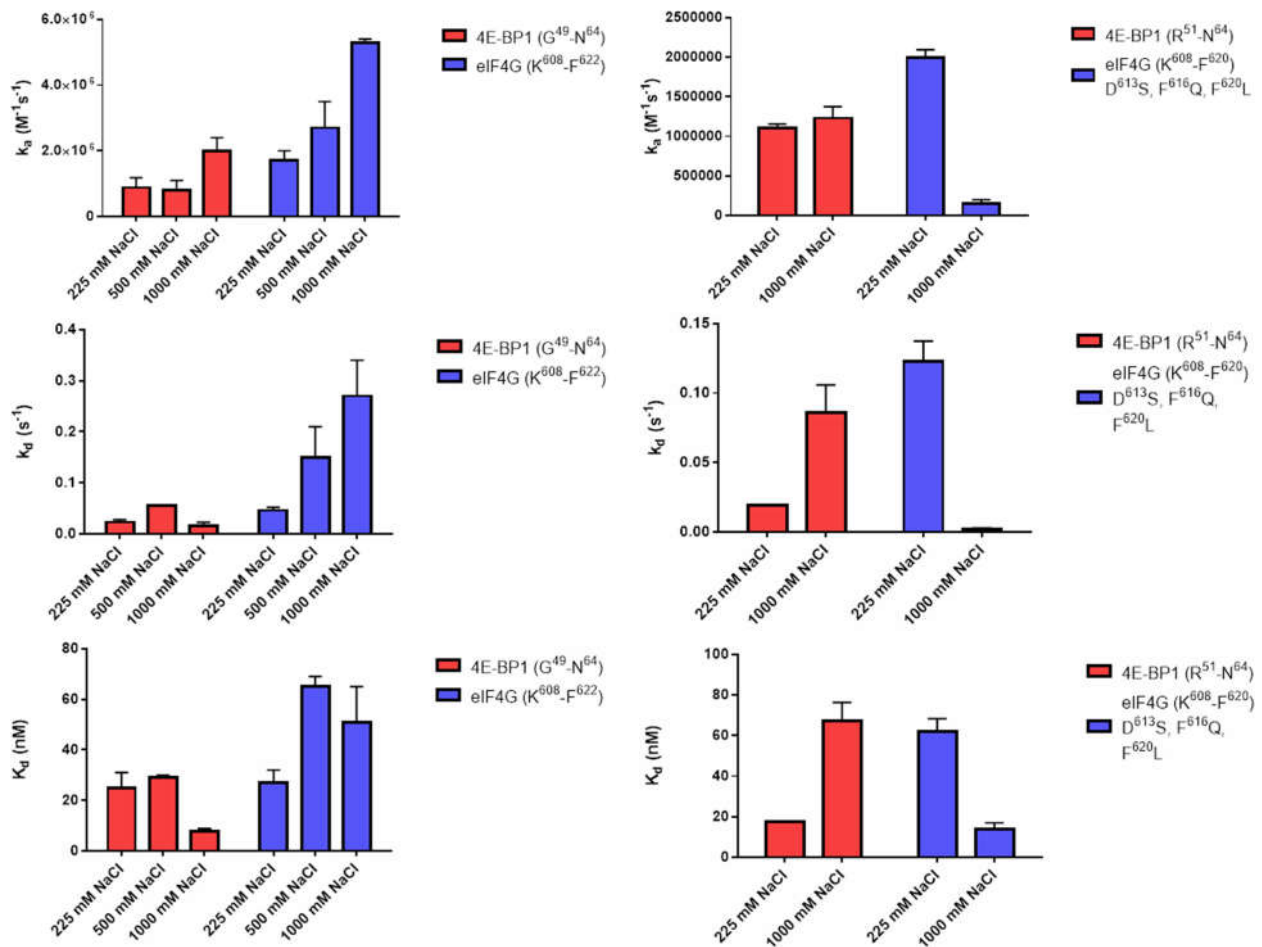 6.0×10⁶
4.0×10⁶
2.0×10⁶
0
kₐ (M⁻¹s⁻¹)
225 mM NaCl
500 mM NaCl
1000 mM NaCl
225 mM NaCl
500 mM NaCl
1000 mM NaCl
4E-BP1 (G⁴⁹-N⁶⁴)
eIF4G (K⁶⁰⁸-F⁶²²)
2500000
2000000
1500000
1000000
500000
0
kₐ (M⁻¹s⁻¹)
225 mM NaCl
1000 mM NaCl
225 mM NaCl
1000 mM NaCl
4E-BP1 (R⁵¹-N⁶⁴)
eIF4G (K⁶⁰⁸-F⁶²⁰)
D⁶¹³S, F⁶¹⁶Q, F⁶²⁰L
0.4
0.3
0.2
0.1
0.0
k_d (s⁻¹)
225 mM NaCl
500 mM NaCl
1000 mM NaCl
225 mM NaCl
500 mM NaCl
1000 mM NaCl
4E-BP1 (G⁴⁹-N⁶⁴)
eIF4G (K⁶⁰⁸-F⁶²²)
0.15
0.10
0.05
0.00
k_d (s⁻¹)
225 mM NaCl
1000 mM NaCl
225 mM NaCl
1000 mM NaCl
4E-BP1 (R⁵¹-N⁶⁴)
eIF4G (K⁶⁰⁸-F⁶²⁰)
D⁶¹³S, F⁶¹⁶Q,
F⁶²⁰L
80
60
40
20
0
K_d (nM)
225 mM NaCl
500 mM NaCl
1000 mM NaCl
225 mM NaCl
500 mM NaCl
1000 mM NaCl
4E-BP1 (G⁴⁹-N⁶⁴)
eIF4G (K⁶⁰⁸-F⁶²²)
100
80
60
40
20
0
K_d (nM)
225 mM NaCl
1000 mM NaCl
225 mM NaCl
1000 mM NaCl
4E-BP1 (R⁵¹-N⁶⁴)
eIF4G (K⁶⁰⁸-F⁶²⁰)
D⁶¹³S, F⁶¹⁶Q,
F⁶²⁰L